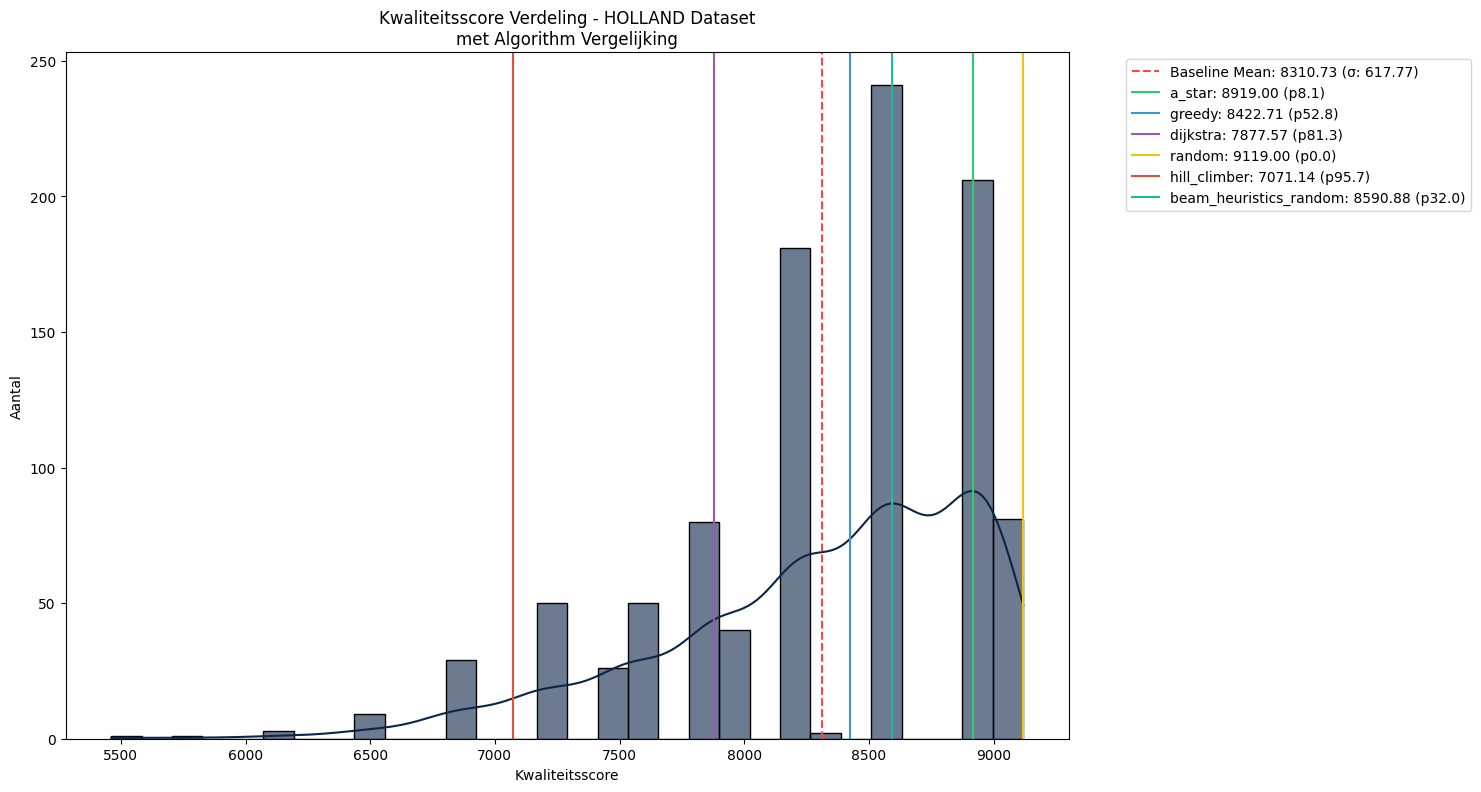 Kwaliteitsscore Verdeling - HOLLAND Dataset
met Algorithm Vergelijking
250
200
150
100
50
0
Aantal
5500 6000 6500 7000 7500 8000 8500 9000
Kwaliteitsscore
Baseline Mean: 8310.73 (σ: 617.77)
a_star: 8919.00 (p8.1)
greedy: 8422.71 (p52.8)
dijkstra: 7877.57 (p81.3)
random: 9119.00 (p0.0)
hill_climber: 7071.14 (p95.7)
beam_heuristics_random: 8590.88 (p32.0)